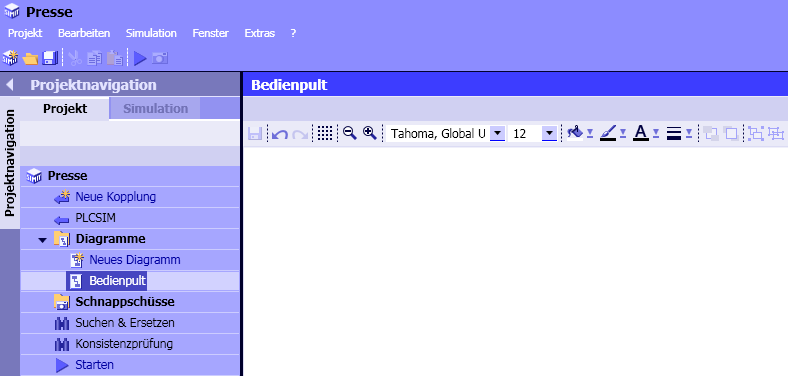 Presse
Projekt Bearbeiten Simulation Fenster Extras ?
Projektnavigation
Bedienpult
Projekt Simulation
Projektnavigation
Tahoma, Global U 12
Presse
Neue Kopplung
PLCSIM
Diagramme
Neues Diagramm
Bedienpult
Schnappschüsse
Suchen & Ersetzen
Konsistenzprüfung
Starten